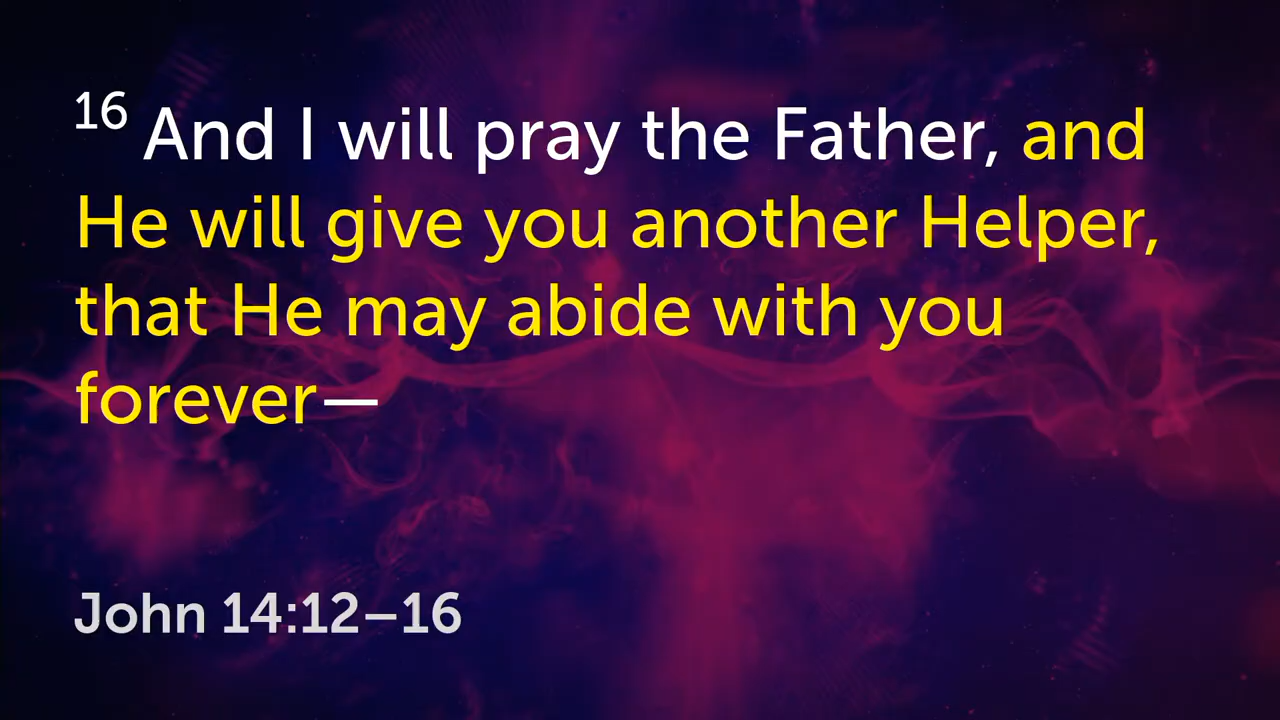 16 And I will pray the Father, and
He will give you another Helper,
that He may abide with you
forever—
John 14:12–16